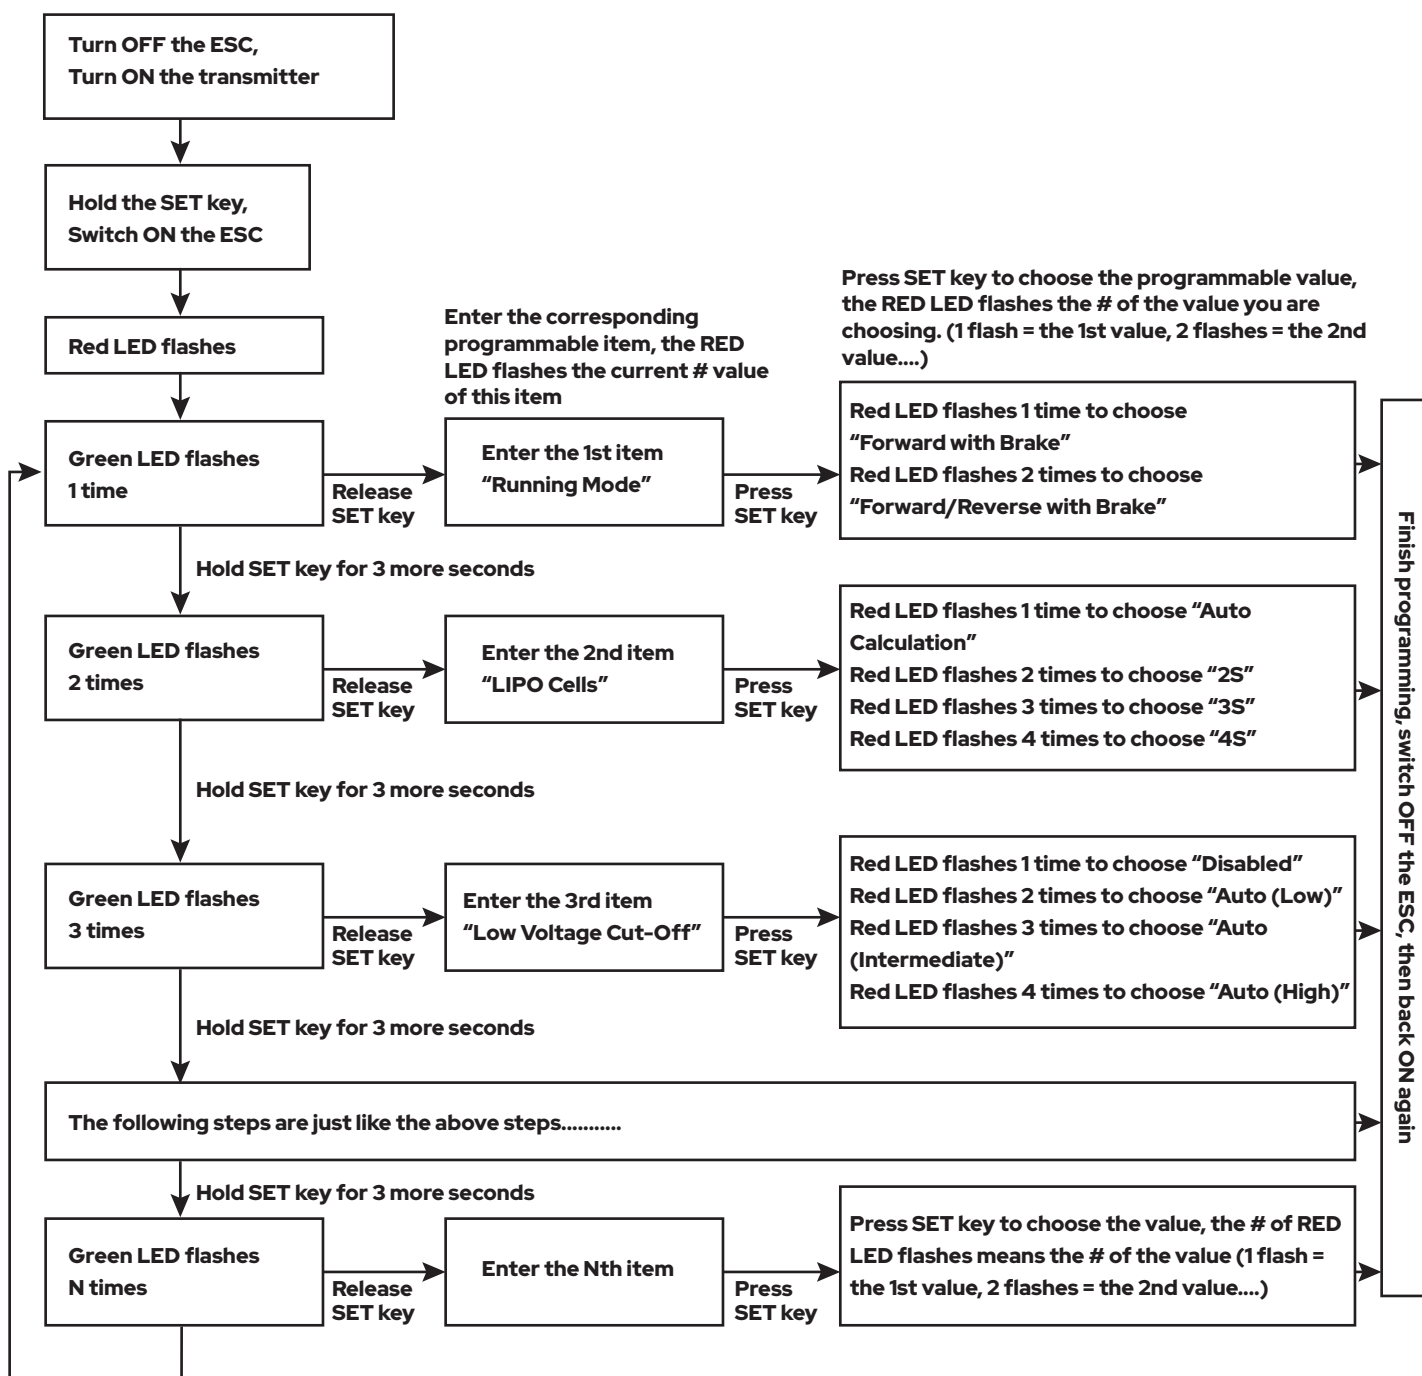 Turn OFF the ESC,
Turn ON the transmitter
Hold the SET key,
Switch ON the ESC
Red LED flashes
Enter the corresponding
programmable item, the RED
LED flashes the current # value
of this item
Press SET key to choose the programmable value,
the RED LED flashes the # of the value you are
choosing. (1 flash = the 1st value, 2 flashes = the 2nd
value....)
Green LED flashes
1 time
Release
SET key
Enter the 1st item
“Running Mode”
Press
SET key
Red LED flashes 1 time to choose
“Forward with Brake”
Red LED flashes 2 times to choose
“Forward/Reverse with Brake”
Hold SET key for 3 more seconds
Green LED flashes
2 times
Release
SET key
Enter the 2nd item
“LIPO Cells”
Press
SET key
Red LED flashes 1 time to choose “Auto
Calculation”
Red LED flashes 2 times to choose “2S”
Red LED flashes 3 times to choose “3S”
Red LED flashes 4 times to choose “4S”
Hold SET key for 3 more seconds
Green LED flashes
3 times
Release
SET key
Enter the 3rd item
“Low Voltage Cut-Off”
Press
SET key
Red LED flashes 1 time to choose “Disabled”
Red LED flashes 2 times to choose “Auto (Low)”
Red LED flashes 3 times to choose “Auto
(Intermediate)”
Red LED flashes 4 times to choose “Auto (High)”
Hold SET key for 3 more seconds
The following steps are just like the above steps...........
Hold SET key for 3 more seconds
Green LED flashes
N times
Release
SET key
Enter the Nth item
Press
SET key
Press SET key to choose the value, the # of RED
LED flashes means the # of the value (1 flash =
the 1st value, 2 flashes = the 2nd value....)
Finish programming, switch OFF the ESC, then back ON again